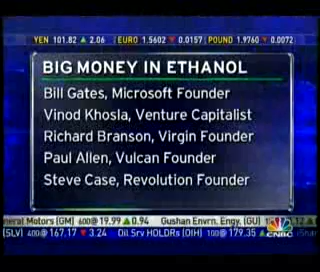 YEN 101.82 ▲ 2.06 EURO 1.5602 ▼ 0.0157 POUND 1.9760 ▼ 0.0072
BIG MONEY IN ETHANOL
Bill Gates, Microsoft Founder
Vinod Khosla, Venture Capitalist
Richard Branson, Virgin Founder
Paul Allen, Vulcan Founder
Steve Case, Revolution Founder
neral Motors (GM) 600@19.99 ▲ 0.94 Gushan Envrn. Engy. (GU)
(SLV) 400@167.17 ▼ 3.24 Oil Srv HOLDRs (OIH) 100@179.35 ▲
CNBC